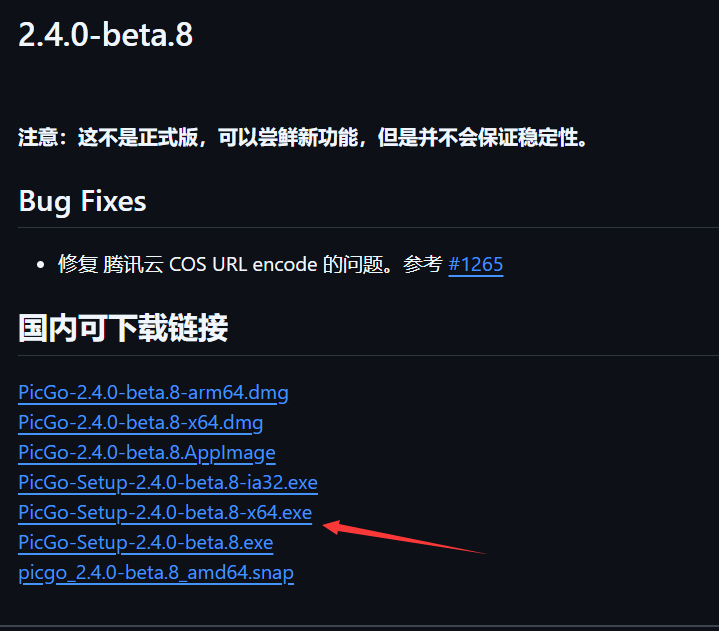 2.4.0-beta.8
注意：这不是正式版，可以尝鲜新功能，但是并不会保证稳定性。
Bug Fixes
• 修复 腾讯云 COS URL encode 的问题。参考 #1265
国内可下载链接
PicGo-2.4.0-beta.8-arm64.dmg
PicGo-2.4.0-beta.8-x64.dmg
PicGo-2.4.0-beta.8.AppImage
PicGo-Setup-2.4.0-beta.8-ia32.exe
PicGo-Setup-2.4.0-beta.8-x64.exe
PicGo-Setup-2.4.0-beta.8.exe
picgo_2.4.0-beta.8_amd64.snap